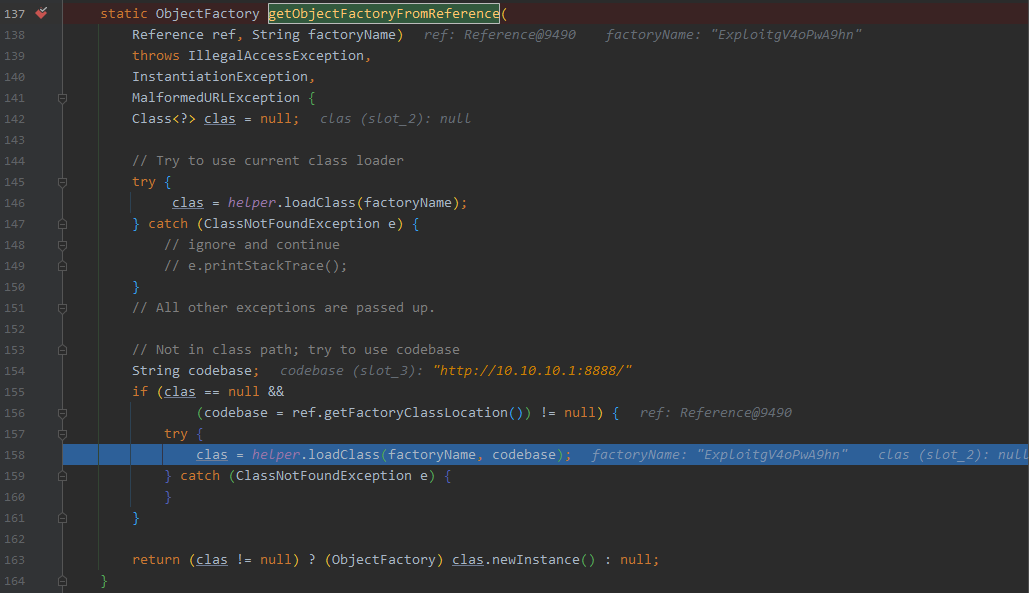 137 static ObjectFactory getObjectFactoryFromReference(
138 Reference ref, String factoryName) ref: Reference@9490 factoryName: "ExploitgV4oPwA9hn"
139 throws IllegalAccessException,
140 InstantiationException,
141 MalformedURLException {
142 Class<?> clas = null; clas (slot_2): null
143
144 // Try to use current class loader
145 try {
146 clas = helper.loadClass(factoryName);
147 } catch (ClassNotFoundException e) {
148 // ignore and continue
149 // e.printStackTrace();
150 }
151 // All other exceptions are passed up.
152
153 // Not in class path; try to use codebase
154 String codebase; codebase (slot_3): "http://10.10.10.1:8888/"
155 if (clas == null &&
156 (codebase = ref.getFactoryClassLocation()) != null) { ref: Reference@9490
157 try {
158 clas = helper.loadClass(factoryName, codebase); factoryName: "ExploitgV4oPwA9hn" clas (slot_2): null
159 } catch (ClassNotFoundException e) {
160 }
161 }
162
163 return (clas != null) ? (ObjectFactory) clas.newInstance() : null;
164 }